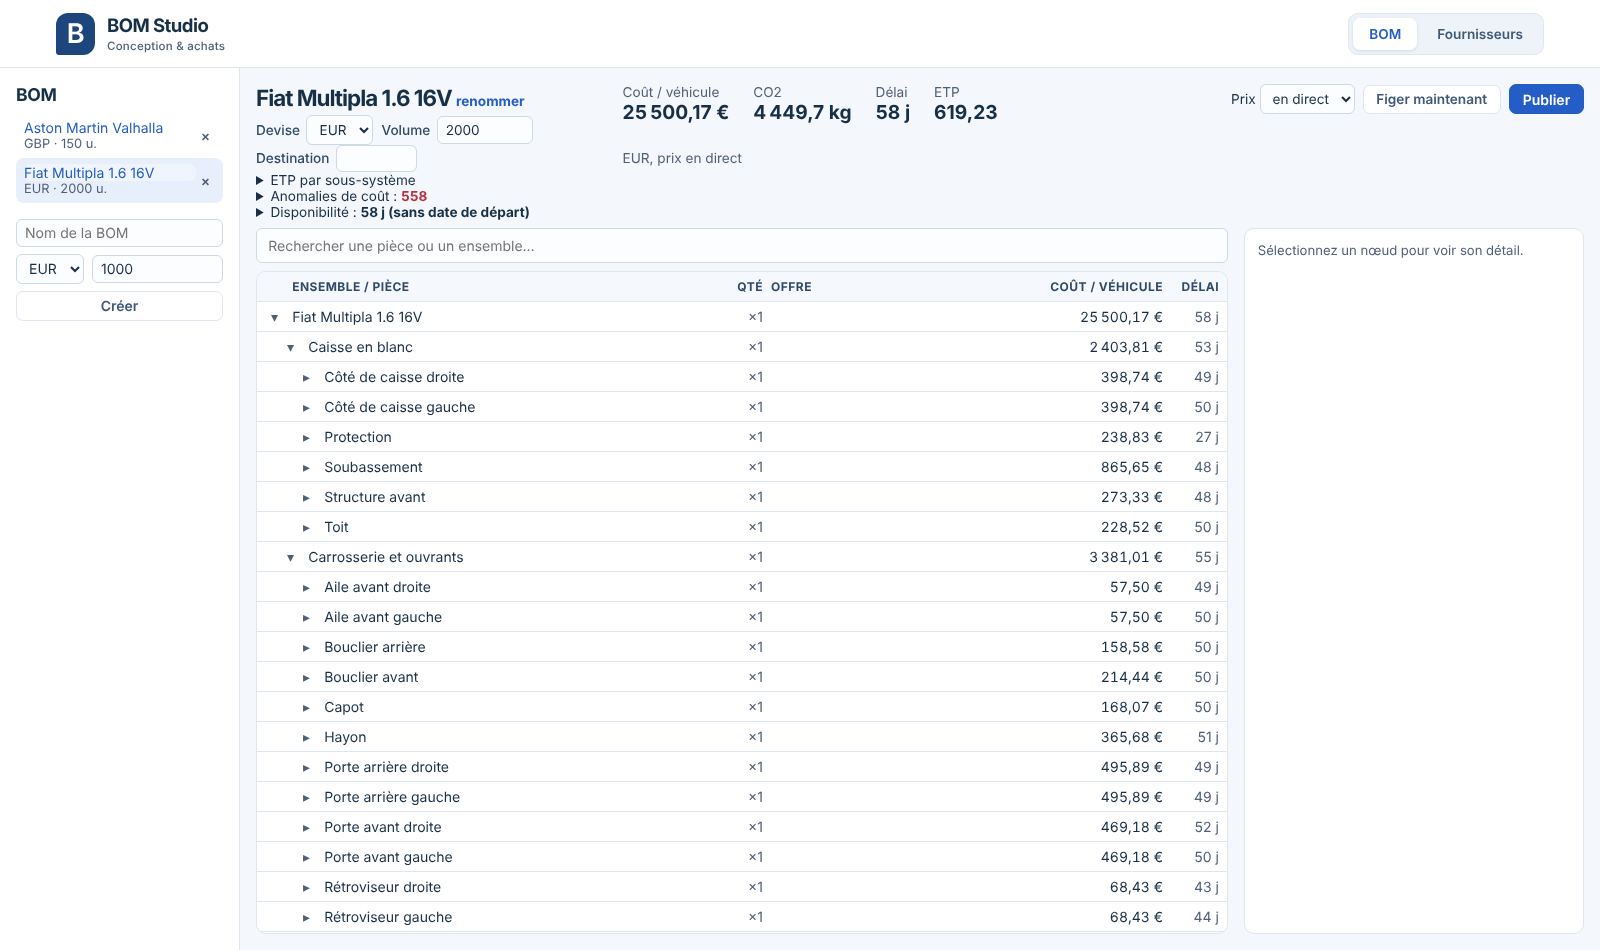 B
BOM Studio
Conception & achats
BOM
Fournisseurs
BOM
Aston Martin Valhalla
GBP · 150 u.
×
Fiat Multipla 1.6 16V
EUR · 2000 u.
×
Nom de la BOM
EUR
1000
Créer
Fiat Multipla 1.6 16V renommer
Devise EUR Volume 2000
Destination
Coût / véhicule
25 500,17 €
CO2
4 449,7 kg
Délai
58 j
ETP
619,23
EUR, prix en direct
Prix en direct Figer maintenant Publier
ETP par sous-système
Anomalies de coût : 558
Disponibilité : 58 j (sans date de départ)
Rechercher une pièce ou un ensemble...
ENSEMBLE / PIÈCE QTÉ OFFRE COÛT / VÉHICULE DÉLAI
Fiat Multipla 1.6 16V ×1 25 500,17 € 58 j
Caisse en blanc ×1 2 403,81 € 53 j
Côté de caisse droite ×1 398,74 € 49 j
Côté de caisse gauche ×1 398,74 € 50 j
Protection ×1 238,83 € 27 j
Soubassement ×1 865,65 € 48 j
Structure avant ×1 273,33 € 48 j
Toit ×1 228,52 € 50 j
Carrosserie et ouvrants ×1 3 381,01 € 55 j
Aile avant droite ×1 57,50 € 49 j
Aile avant gauche ×1 57,50 € 50 j
Bouclier arrière ×1 158,58 € 50 j
Bouclier avant ×1 214,44 € 50 j
Capot ×1 168,07 € 50 j
Hayon ×1 365,68 € 51 j
Porte arrière droite ×1 495,89 € 49 j
Porte arrière gauche ×1 495,89 € 49 j
Porte avant droite ×1 469,18 € 52 j
Porte avant gauche ×1 469,18 € 50 j
Rétroviseur droite ×1 68,43 € 43 j
Rétroviseur gauche ×1 68,43 € 44 j
Sélectionnez un nœud pour voir son détail.